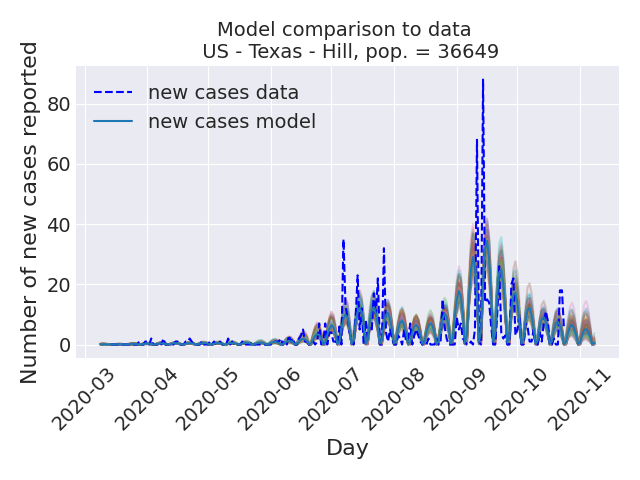 Model comparison to data
US - Texas - Hill, pop. = 36649
new cases data
new cases model
Number of new cases reported
80
60
40
20
0
2020-03
2020-04
2020-05
2020-06
2020-07
2020-08
2020-09
2020-10
2020-11
Day